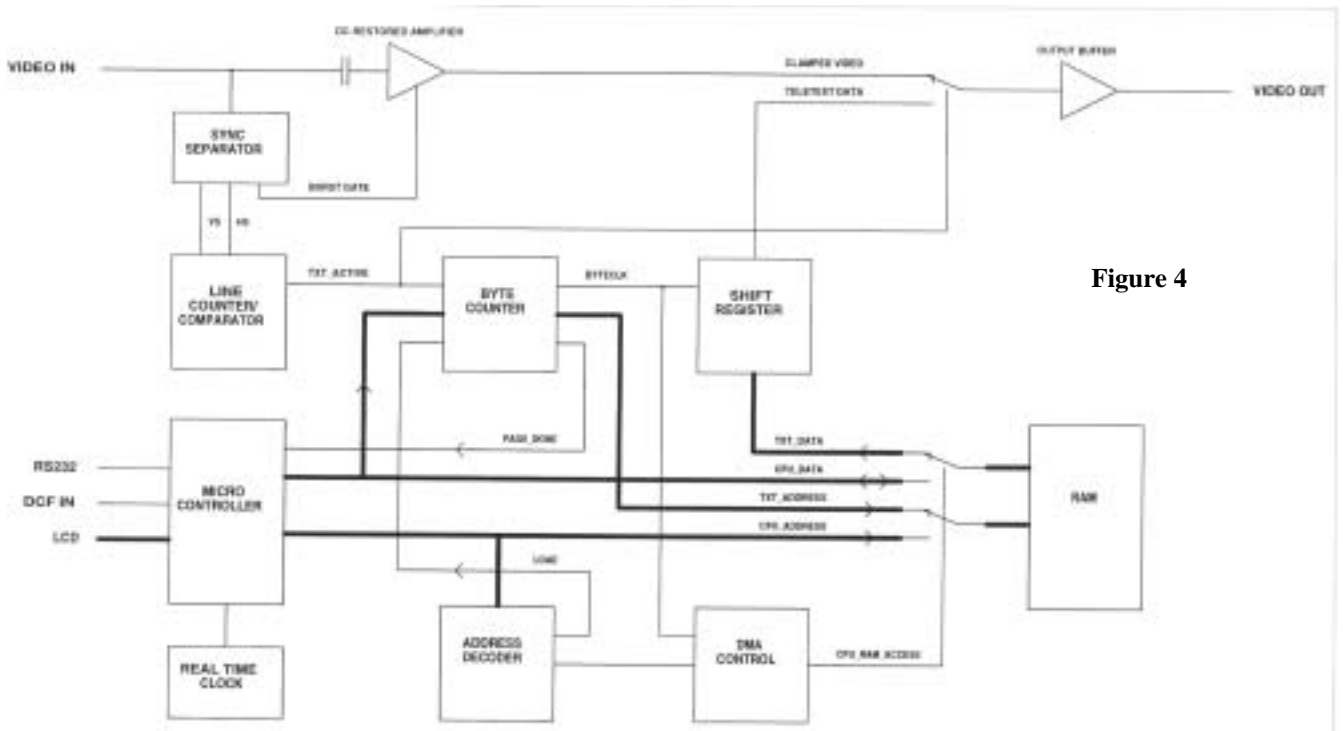 DC-RESTORED AMPLIFIER
VIDEO IN
CLAMPED VIDEO
OUTPUT BUFFER
TELETEXT DATA
VIDEO OUT
SYNC
SEPARATOR
BURST GATE
VS
HS
LINE
COUNTER/
COMPARATOR
TXT_ACTIVE
BYTE
COUNTER
BYTECLK
SHIFT
REGISTER
Figure 4
PAGE_DONE
TXT_DATA
RS232
CPU_DATA
DCF IN
MICRO
CONTROLLER
TXT_ADDRESS
RAM
LCD
CPU_ADDRESS
LOAD
ADDRESS
DECODER
DMA
CONTROL
CPU_RAM_ACCESS
REAL TIME
CLOCK